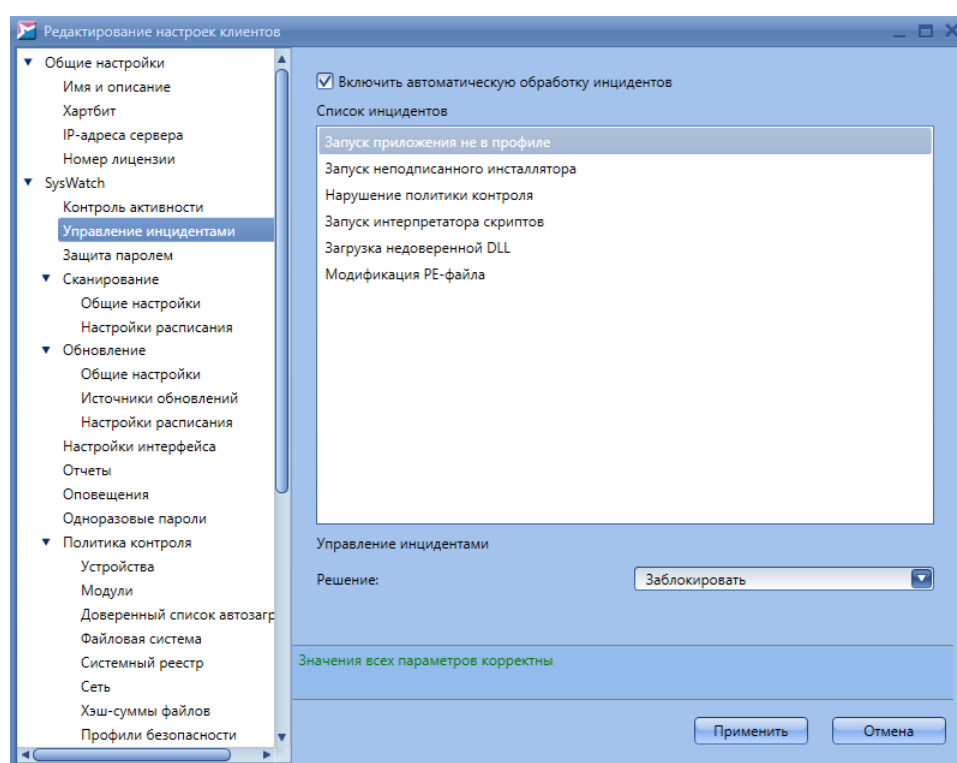 Редактирование настроек клиентов
Общие настройки
Имя и описание
Хартбит
IP-адреса сервера
Номер лицензии
SysWatch
Контроль активности
Управление инцидентами
Защита паролем
Сканирование
Общие настройки
Настройки расписания
Обновление
Общие настройки
Источники обновлений
Настройки расписания
Настройки интерфейса
Отчеты
Оповещения
Одноразовые пароли
Политика контроля
Устройства
Модули
Доверенный список автозагр
Файловая система
Системный реестр
Сеть
Хэш-суммы файлов
Профили безопасности
Включить автоматическую обработку инцидентов
Список инцидентов
Запуск приложения не в профиле
Запуск неподписанного инсталлятора
Нарушение политики контроля
Запуск интерпретатора скриптов
Загрузка недоверенной DLL
Модификация PE-файла
Управление инцидентами
Решение:
Заблокировать
Значения всех параметров корректны
Применить
Отмена